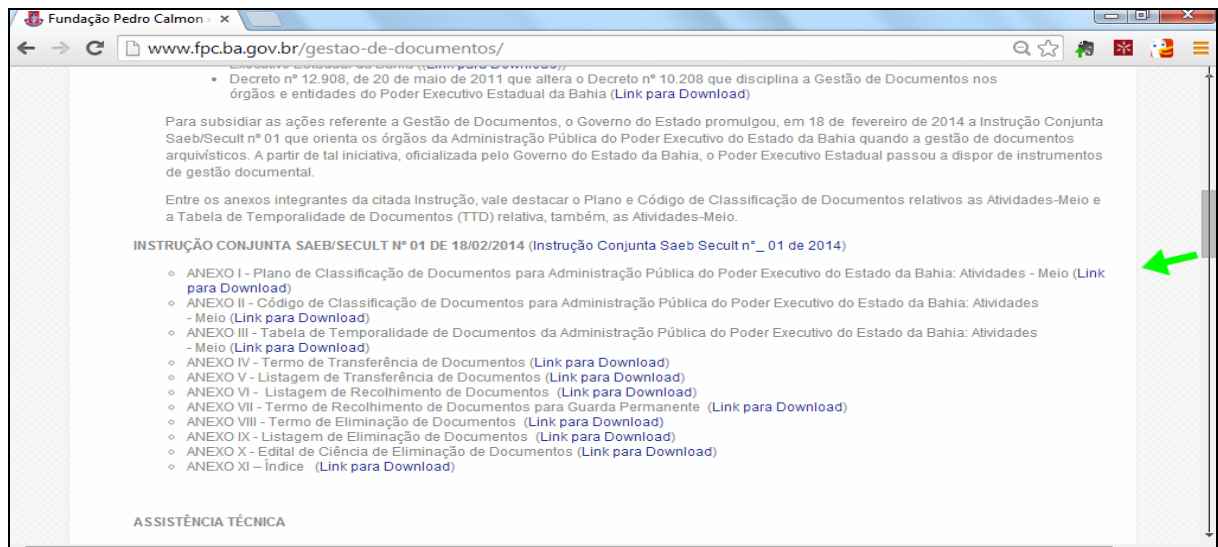 Fundação Pedro Calmon
www.fpc.ba.gov.br/gestao-de-documentos/
Executivo Estadual da Bahia ((Link para Download))
• Decreto nº 12.908, de 20 de maio de 2011 que altera o Decreto nº 10.208 que disciplina a Gestão de Documentos nos
órgãos e entidades do Poder Executivo Estadual da Bahia (Link para Download)
Para subsidiar as ações referente a Gestão de Documentos, o Governo do Estado promulgou, em 18 de fevereiro de 2014 a Instrução Conjunta
Saeb/Secult nº 01 que orienta os órgãos da Administração Pública do Poder Executivo do Estado da Bahia quando a gestão de documentos
arquivísticos. A partir de tal iniciativa, oficializada pelo Governo do Estado da Bahia, o Poder Executivo Estadual passou a dispor de instrumentos
de gestão documental.
Entre os anexos integrantes da citada Instrução, vale destacar o Plano e Código de Classificação de Documentos relativos as Atividades-Meio e
a Tabela de Temporalidade de Documentos (TTD) relativa, também, as Atividades-Meio.
INSTRUÇÃO CONJUNTA SAEB/SECULT Nº 01 DE 18/02/2014 (Instrução Conjunta Saeb Secult n°_ 01 de 2014)
ANEXO I - Plano de Classificação de Documentos para Administração Pública do Poder Executivo do Estado da Bahia: Atividades - Meio (Link
para Download)
ANEXO II - Código de Classificação de Documentos para Administração Pública do Poder Executivo do Estado da Bahia: Atividades
- Meio (Link para Download)
ANEXO III - Tabela de Temporalidade de Documentos da Administração Pública do Poder Executivo do Estado da Bahia: Atividades
- Meio (Link para Download)
ANEXO IV - Termo de Transferência de Documentos (Link para Download)
ANEXO V - Listagem de Transferência de Documentos (Link para Download)
ANEXO VI - Listagem de Recolhimento de Documentos (Link para Download)
ANEXO VII - Termo de Recolhimento de Documentos para Guarda Permanente (Link para Download)
ANEXO VIII - Termo de Eliminação de Documentos (Link para Download)
ANEXO IX - Listagem de Eliminação de Documentos (Link para Download)
ANEXO X - Edital de Ciência de Eliminação de Documentos (Link para Download)
ANEXO XI – Índice (Link para Download)
ASSISTÊNCIA TÉCNICA